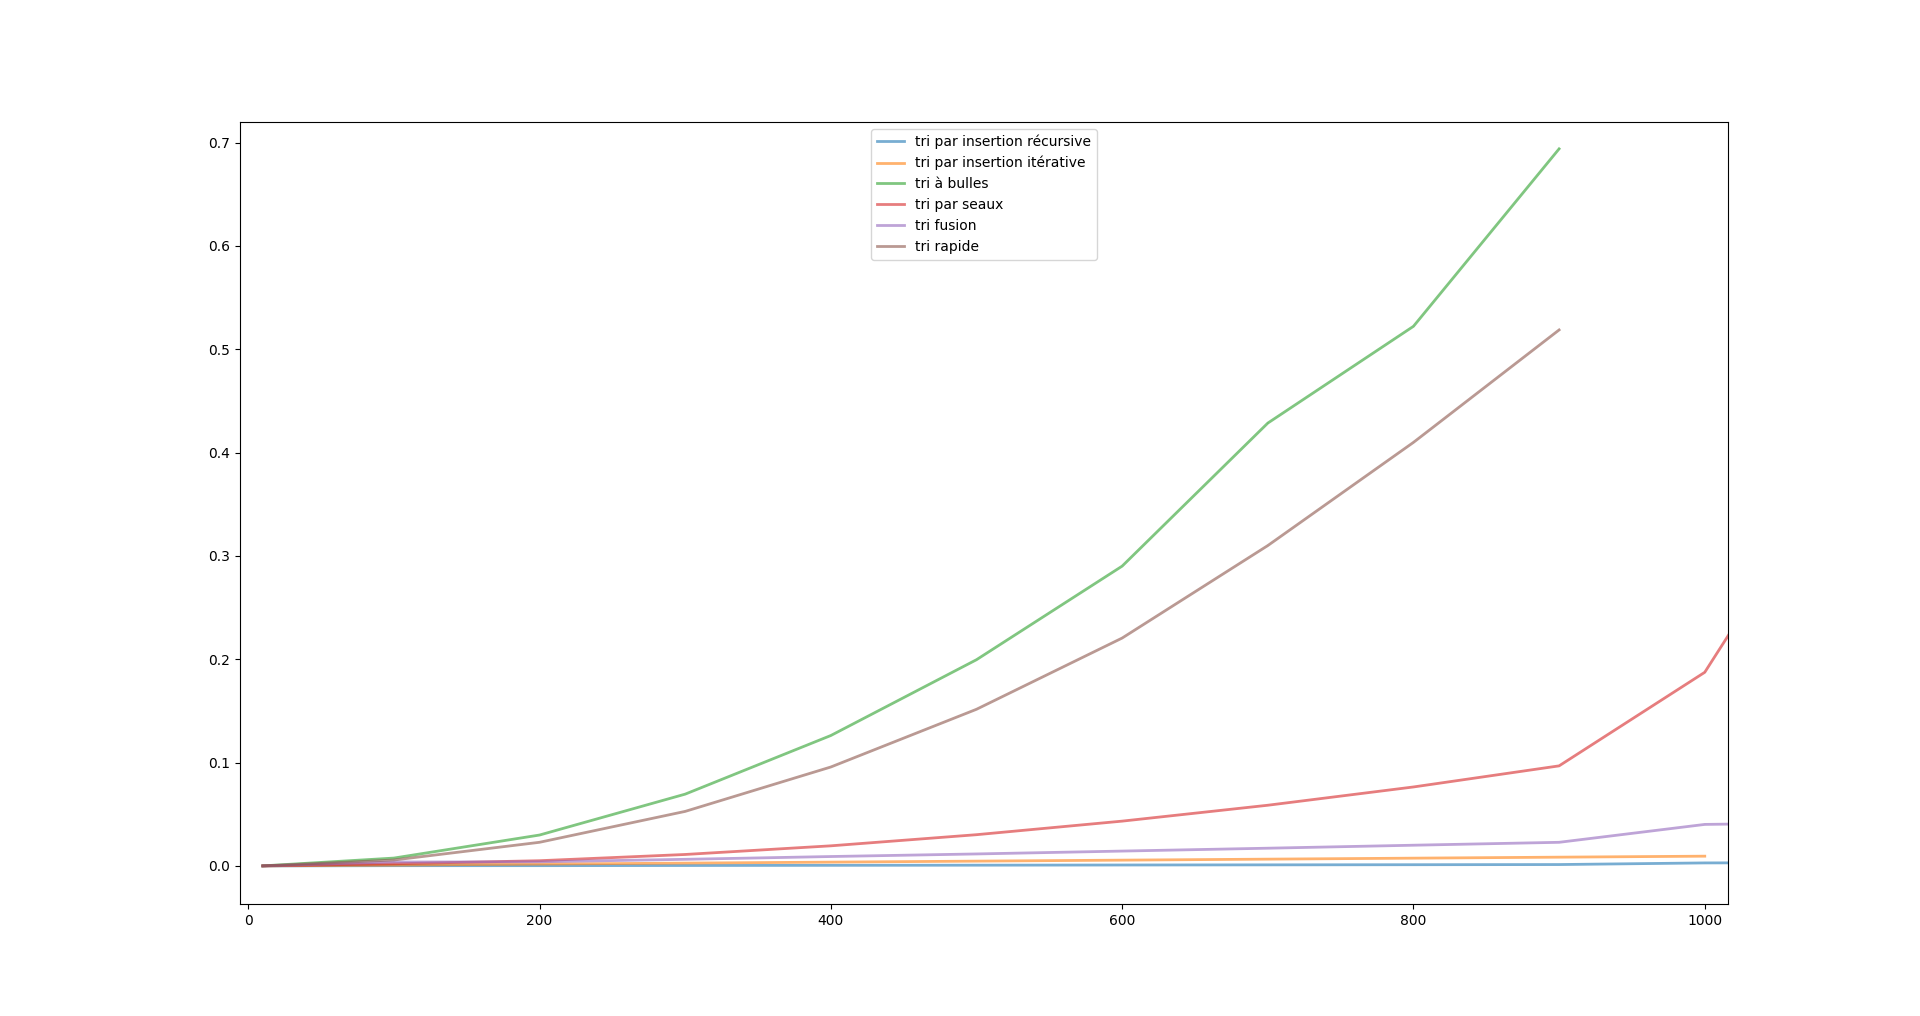 tri par insertion récursive
tri par insertion itérative
tri à bulles
tri par seaux
tri fusion
tri rapide
0.7
0.6
0.5
0.4
0.3
0.2
0.1
0.0
0 200 400 600 800 1000